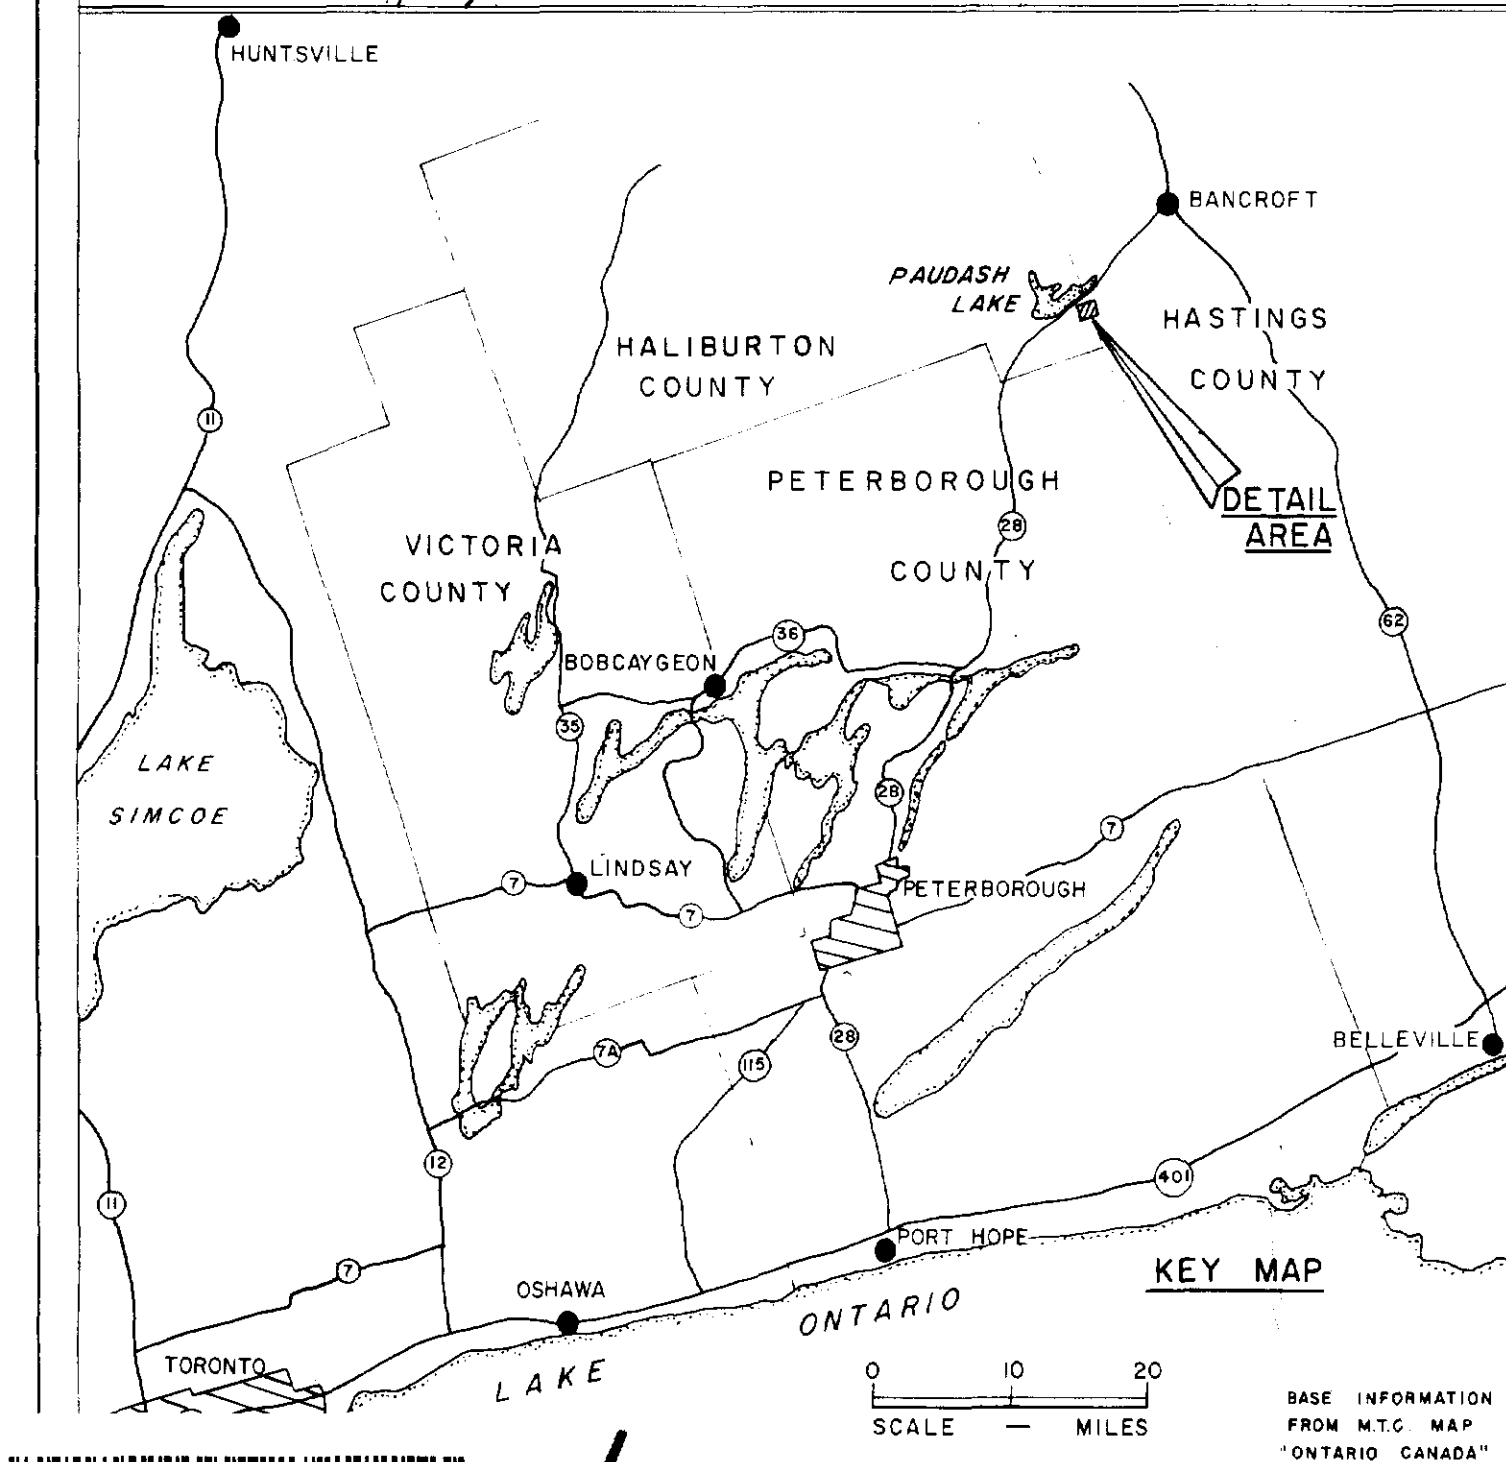 HUNTSVILLE
BANCROFT
PAUDASH
LAKE
HASTINGS
COUNTY
HALIBURTON
COUNTY
11
PETERBOROUGH
COUNTY
DETAIL
AREA
28
VICTORIA
COUNTY
62
36
BOBCAYGEON
35
LAKE
SIMCOE
28
7
LINDSAY
7
7
PETERBOROUGH
28
BELLEVILLE
7A
115
12
401
11
PORT HOPE
7
KEY MAP
OSHAWA
LAKE ONTARIO
TORONTO
0 10 20
SCALE — MILES
BASE INFORMATION
FROM M.T.C. MAP
"ONTARIO CANADA"